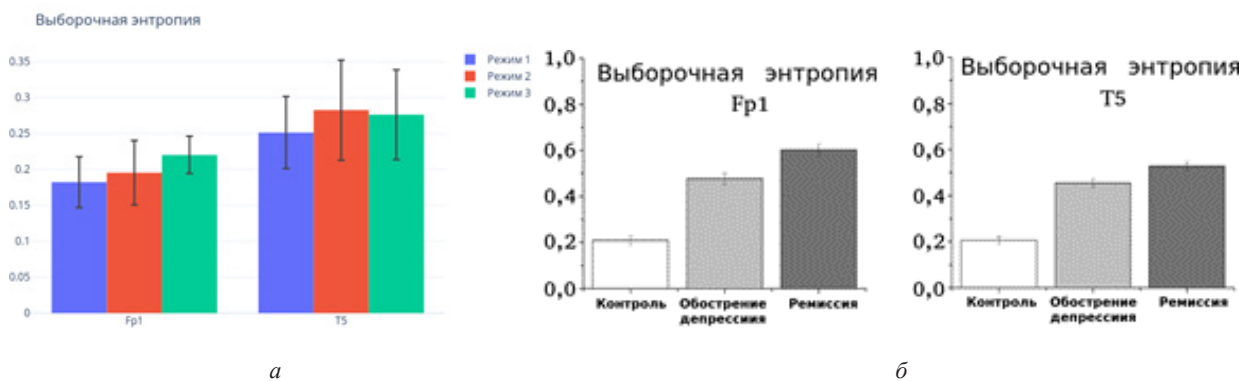 Выборочная энтропия
0.35
0.3
0.25
0.2
0.15
0.1
0.05
0
Fp1
T5
Режим 1
Режим 2
Режим 3
1,0
0,8
0,6
0,4
0,2
0,0
Выборочная энтропия
Fp1
Контроль
Обострение
депрессиия
Ремиссия
1,0
0,8
0,6
0,4
0,2
0,0
Выборочная энтропия
T5
Контроль
Обострение
депрессиия
Ремиссия
а
б